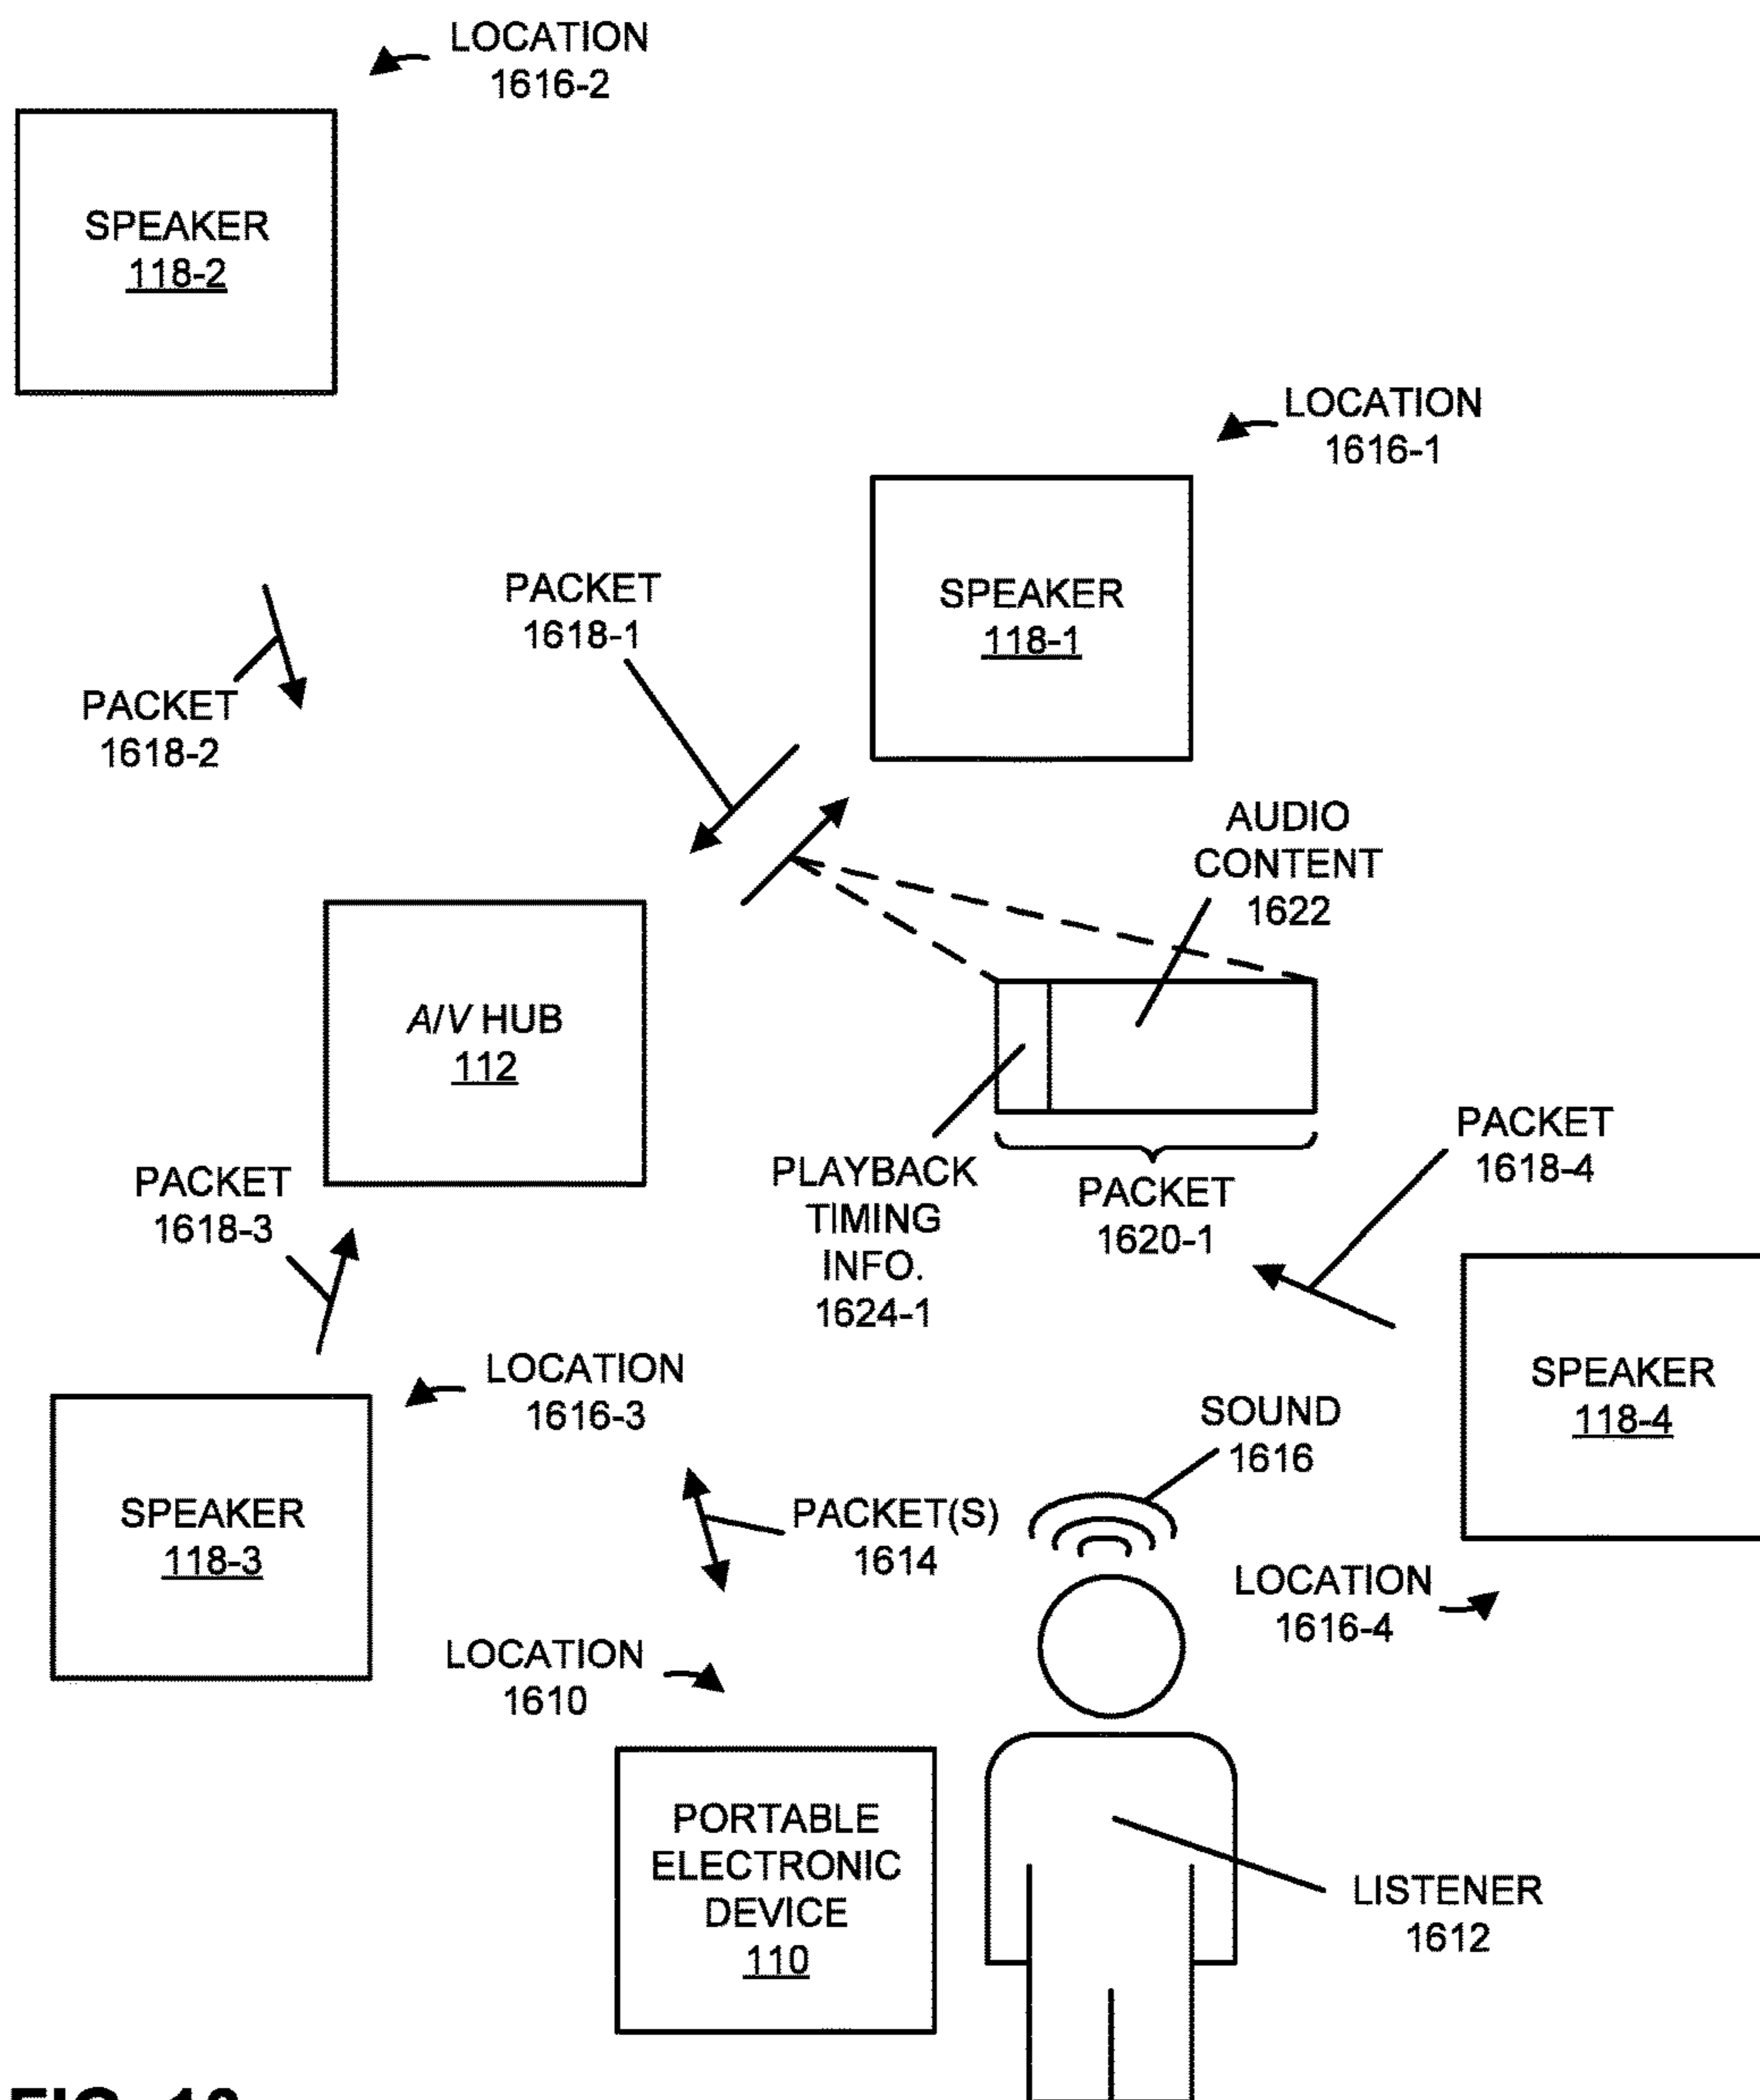 LOCATION
1616-2
SPEAKER
118-2
LOCATION
1616-1
PACKET
1618-1
SPEAKER
118-1
PACKET
1618-2
AUDIO
CONTENT
1622
A/V HUB
112
PACKET
1618-4
PLAYBACK
TIMING
INFO.
1624-1
PACKET
1620-1
PACKET
1618-3
LOCATION
1616-3
SPEAKER
118-4
SOUND
1616
SPEAKER
118-3
PACKET(S)
1614
LOCATION
1616-4
LOCATION
1610
PORTABLE
ELECTRONIC
DEVICE
110
LISTENER
1612